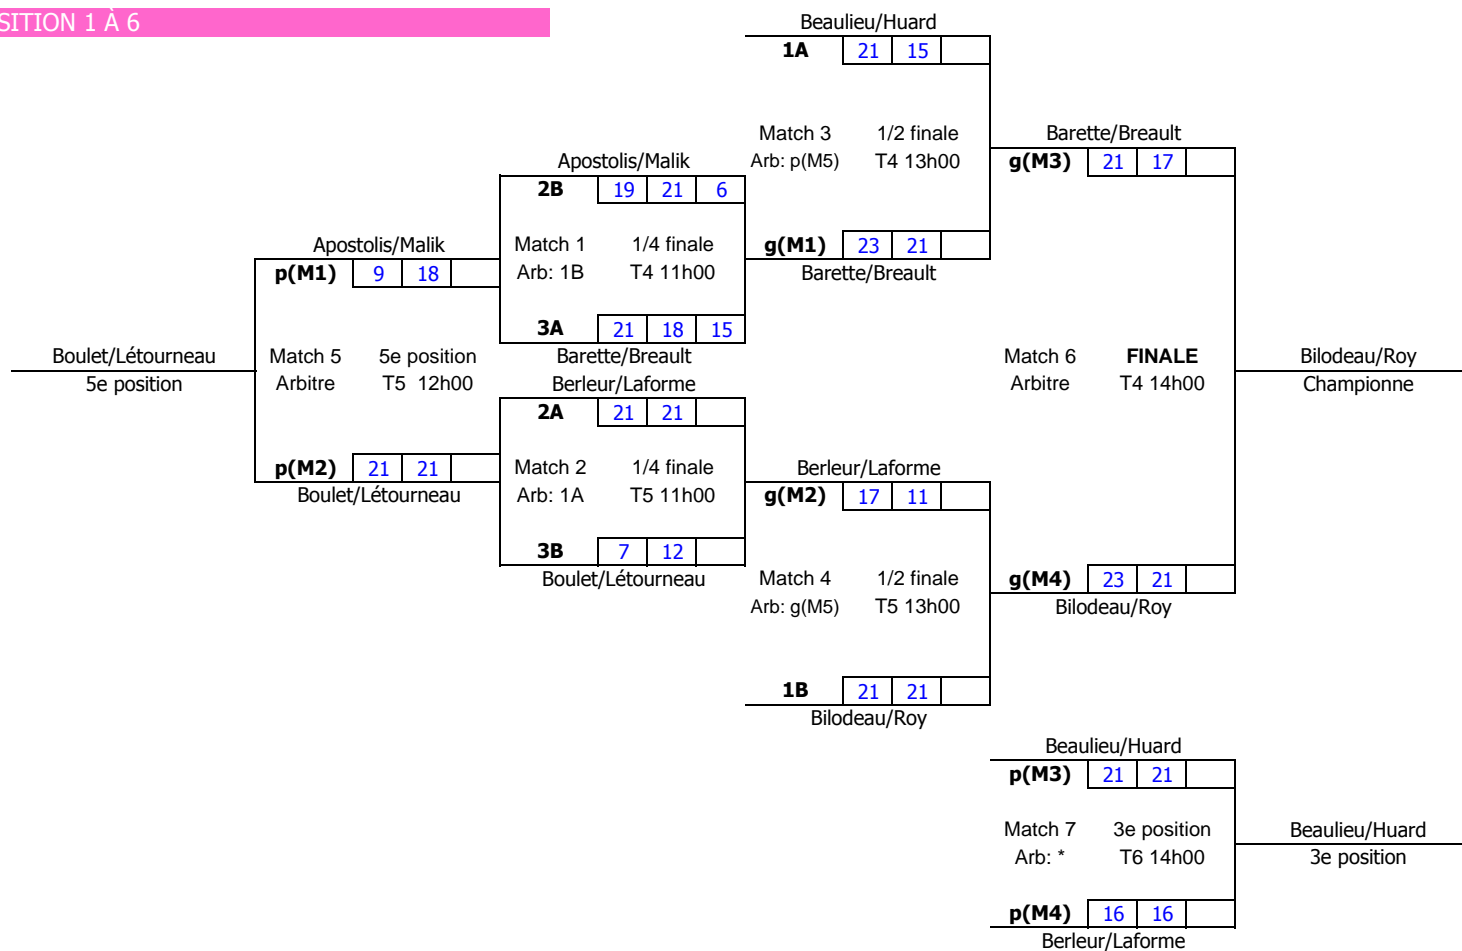 SITION 1 À 6
Beaulieu/Huard
1A 21 15
Match 3 1/2 finale
Arb: p(M5) T4 13h00
Barette/Breault
g(M3) 21 17
Apostolis/Malik
2B 19 21 6
Apostolis/Malik
p(M1) 9 18
Match 1 1/4 finale
Arb: 1B T4 11h00
g(M1) 23 21
Barette/Breault
3A 21 18 15
Barette/Breault
Boulet/Létourneau
5e position
Match 5 5e position
Arbitre T5 12h00
Match 6 FINALE
Arbitre T4 14h00
Bilodeau/Roy
Championne
Berleur/Laforme
2A 21 21
p(M2) 21 21
Boulet/Létourneau
Match 2 1/4 finale
Arb: 1A T5 11h00
Berleur/Laforme
g(M2) 17 11
3B 7 12
Boulet/Létourneau
Match 4 1/2 finale
Arb: g(M5) T5 13h00
g(M4) 23 21
Bilodeau/Roy
1B 21 21
Bilodeau/Roy
Beaulieu/Huard
p(M3) 21 21
Match 7 3e position
Arb: * T6 14h00
Beaulieu/Huard
3e position
p(M4) 16 16
Berleur/Laforme